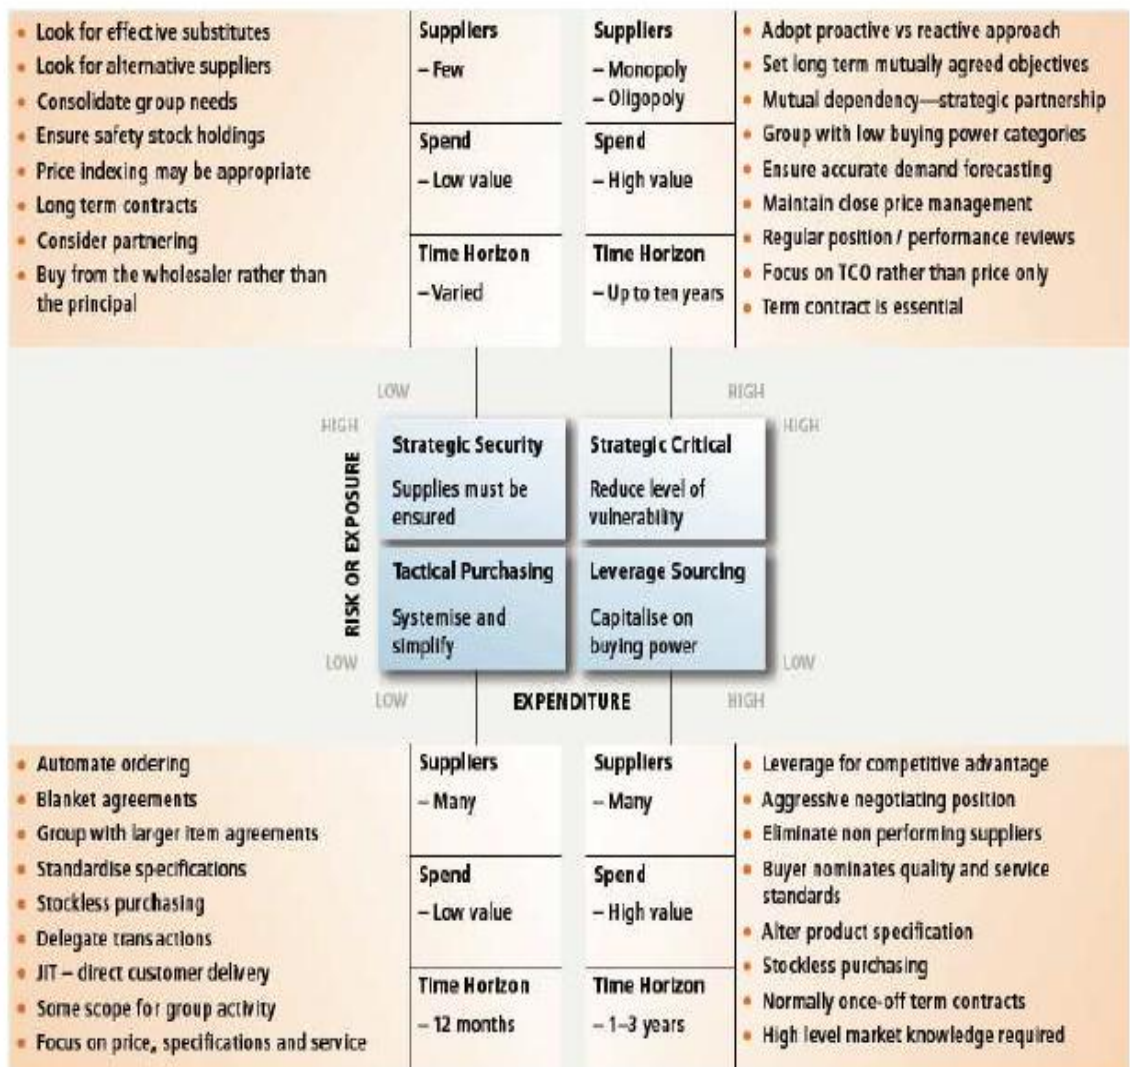 • Look for effective substitutes
• Look for alternative suppliers
• Consolidate group needs
• Ensure safety stock holdings
• Price indexing may be appropriate
• Long term contracts
• Consider partnering
• Buy from the wholesaler rather than
the principal
Suppliers
– Few
Spend
– Low value
Time Horizon
– Varied
Suppliers
– Monopoly
– Oligopoly
Spend
– High value
Time Horizon
– Up to ten years
• Adopt proactive vs reactive approach
• Set long term mutually agreed objectives
• Mutual dependency—strategic partnership
• Group with low buying power categories
• Ensure accurate demand forecasting
• Maintain close price management
• Regular position / performance reviews
• Focus on TCO rather than price only
• Term contract is essential
LOW
HIGH
HIGH
HIGH
RISK OR EXPOSURE
Strategic Security
Supplies must be
ensured
Strategic Critical
Reduce level of
vulnerability
Tactical Purchasing
Systemise and
simplify
Leverage Sourcing
Capitalise on
buying power
LOW
LOW
LOW
EXPENDITURE
HIGH
• Automate ordering
• Blanket agreements
• Group with larger item agreements
• Standardise specifications
• Stockless purchasing
• Delegate transactions
• JIT – direct customer delivery
• Some scope for group activity
• Focus on price, specifications and service
Suppliers
– Many
Spend
– Low value
Time Horizon
– 12 months
Suppliers
– Many
Spend
– High value
Time Horizon
– 1–3 years
• Leverage for competitive advantage
• Aggressive negotiating position
• Eliminate non performing suppliers
• Buyer nominates quality and service
standards
• Alter product specification
• Stockless purchasing
• Normally once-off term contracts
• High level market knowledge required